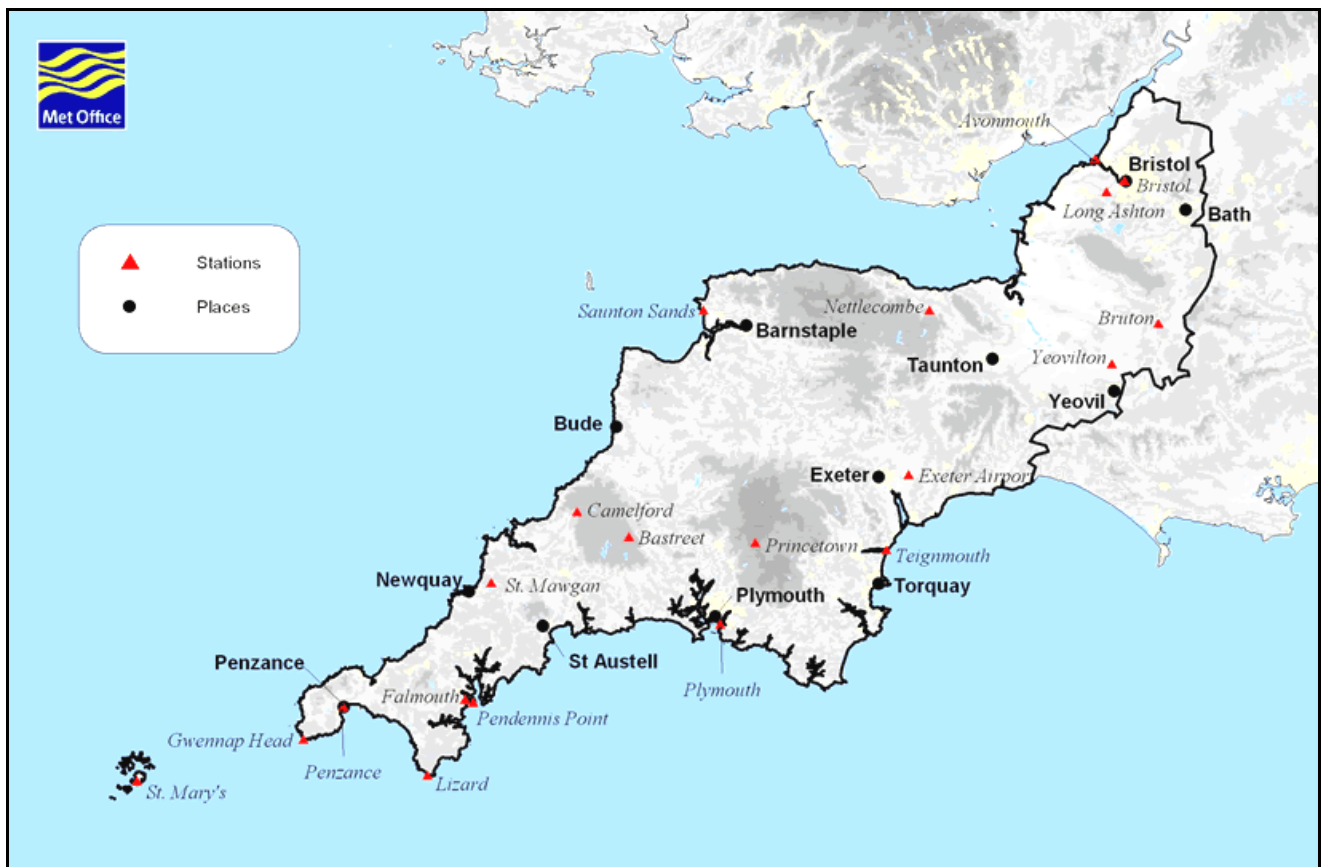 Met Office
Stations
Places
Avonmouth
Bristol
Bristol
Long Ashton
Bath
Saunton Sands
Nettlecombe
Barnstaple
Bruton
Taunton
Yeovilton
Yeovil
Bude
Exeter
Exeter Airpor
Camelford
Bastreet
Princetown
Teignmouth
Newquay
St. Mawgan
Torquay
Plymouth
St Austell
Penzance
Falmouth
Plymouth
Pendennis Point
Gwennap Head
Penzance
Lizard
St. Mary's